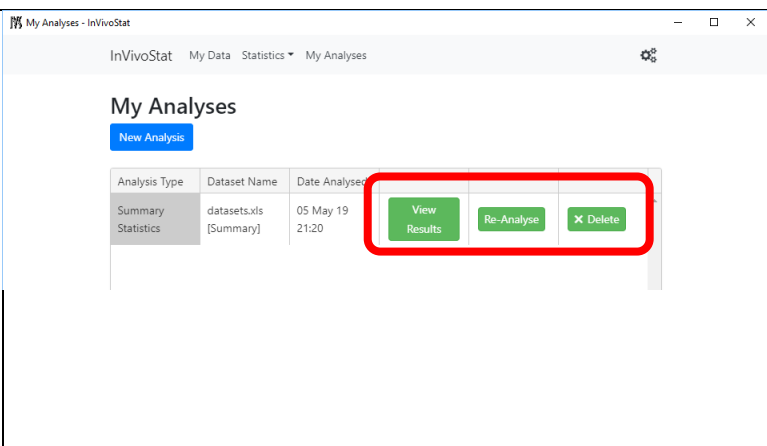 My Analyses - InVivoStat
InVivoStat My Data Statistics My Analyses
My Analyses
New Analysis
Analysis Type Dataset Name Date Analysed
Summary datasets.xls 05 May 19 View Re-Analyse Delete
Statistics [Summary] 21:20 Results